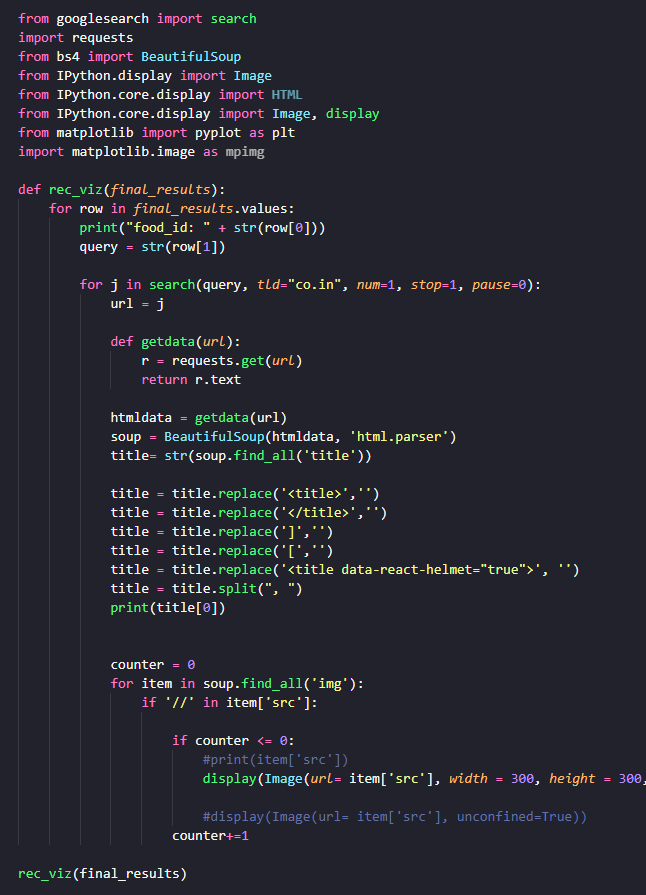 from googlesearch import search
import requests
from bs4 import BeautifulSoup
from IPython.display import Image
from IPython.core.display import HTML
from IPython.core.display import Image, display
from matplotlib import pyplot as plt
import matplotlib.image as mpimg
def rec_viz(final_results):
for row in final_results.values:
print("food_id: " + str(row[0]))
query = str(row[1])
for j in search(query, tld="co.in", num=1, stop=1, pause=0):
url = j
def getdata(url):
r = requests.get(url)
return r.text
htmldata = getdata(url)
soup = BeautifulSoup(htmldata, 'html.parser')
title= str(soup.find_all('title'))
title = title.replace('<title>','')
title = title.replace('</title>','')
title = title.replace(']','')
title = title.replace('[','')
title = title.replace('<title data-react-helmet="true">', '')
title = title.split(", ")
print(title[0])
counter = 0
for item in soup.find_all('img'):
if '//' in item['src']:
if counter <= 0:
#print(item['src'])
display(Image(url= item['src'], width = 300, height = 300,
#display(Image(url= item['src'], unconfined=True))
counter+=1
rec_viz(final_results)